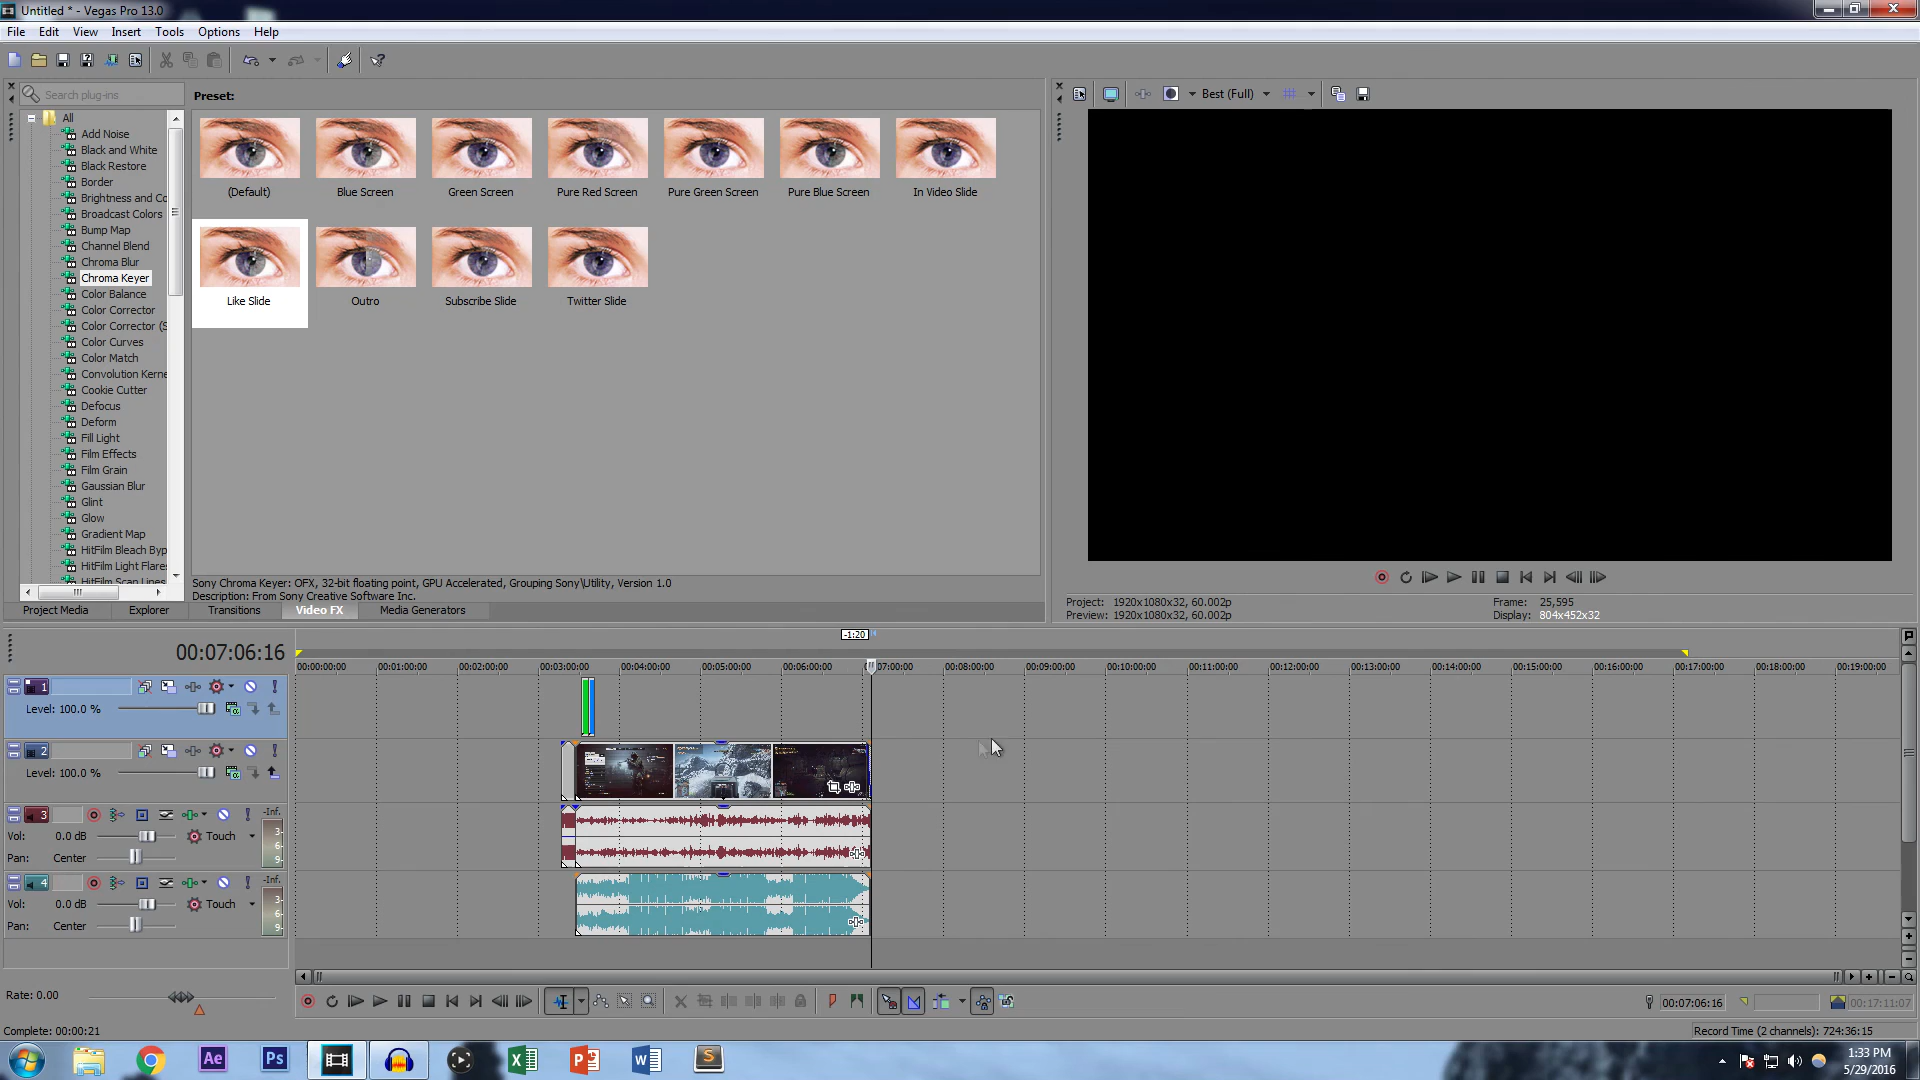 Untitled * - Vegas Pro 13.0
File Edit View Insert Tools Options Help
Search plug-ins
Preset:
Best (Full)
All
Add Noise
Black and White
Black Restore
Border
Brightness and Co
Broadcast Colors
Bump Map
Channel Blend
Chroma Blur
Chroma Keyer
Color Balance
Color Corrector
Color Corrector (S
Color Curves
Color Match
Convolution Kerne
Cookie Cutter
Defocus
Deform
Fill Light
Film Effects
Film Grain
Gaussian Blur
Glint
Glow
Gradient Map
HitFilm Bleach Byp
HitFilm Light Flares
HitFilm Scan Lines
(Default) Blue Screen Green Screen Pure Red Screen Pure Green Screen Pure Blue Screen In Video Slide
Like Slide Outro Subscribe Slide Twitter Slide
Sony Chroma Keyer: OFX, 32-bit floating point, GPU Accelerated, Grouping Sony\Utility, Version 1.0
Description: From Sony Creative Software Inc.
Project Media Explorer Transitions Video FX Media Generators
Project: 1920x1080x32, 60.002p Frame: 25,595
Preview: 1920x1080x32, 60.002p Display: 804x452x32
-1:20
00:07:06:16
00:00:00:00 00:01:00:00 00:02:00:00 00:03:00:00 00:04:00:00 00:05:00:00 00:06:00:00 07:00:00 00:08:00:00 00:09:00:00 00:10:00:00 00:11:00:00 00:12:00:00 00:13:00:00 00:14:00:00 00:15:00:00 00:16:00:00 00:17:00:00 00:18:00:00 00:19:00:00
1
Level: 100.0 %
2
Level: 100.0 %
3 -Inf.
Vol: 0.0 dB Touch 3-
6-
Pan: Center 9-
4 -Inf.
Vol: 0.0 dB Touch 3-
6-
Pan: Center 9-
Rate: 0.00
00:07:06:16 00:17:11:07
Complete: 00:00:21
Record Time (2 channels): 724:36:15
Ae Ps X P W S
1:33 PM
5/29/2016